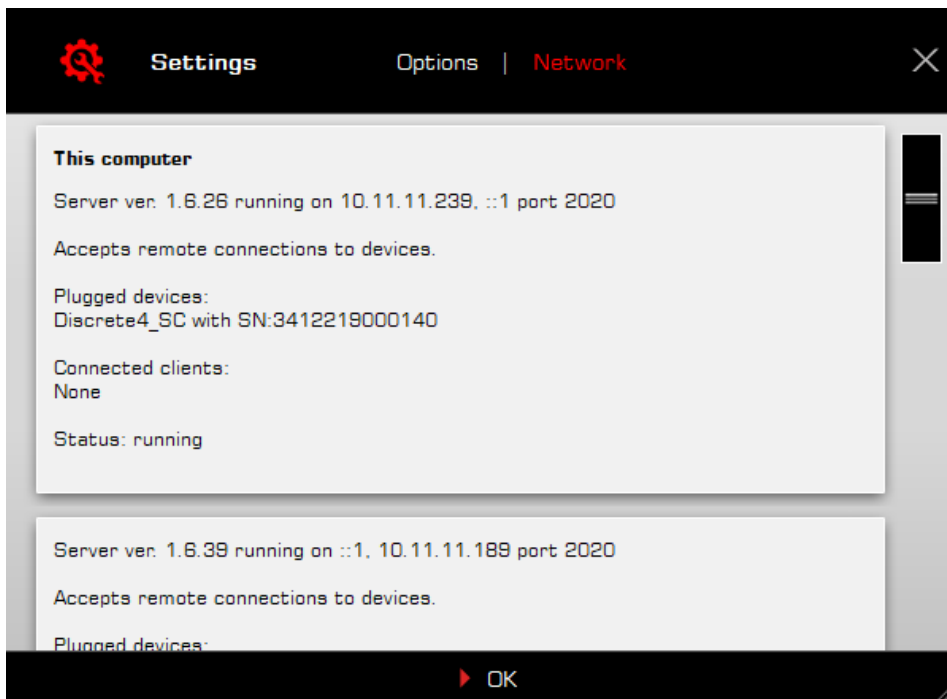 Settings
Options | Network
This computer
Server ver. 1.6.26 running on 10.11.11.239, ::1 port 2020
Accepts remote connections to devices.
Plugged devices:
Discrete4_SC with SN:3412219000140
Connected clients:
None
Status: running
Server ver. 1.6.39 running on ::1, 10.11.11.189 port 2020
Accepts remote connections to devices.
Plugged devices:
OK